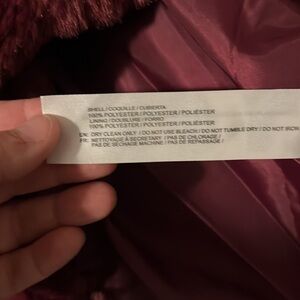 SHELL / COQUILLE / CUBIERTA
100% POLYESTER / POLYESTER / POLIÉSTER
LINING / DOUBLURE / FORRO
100% POLYESTER / POLYESTER / POLIÉSTER
EN: DRY CLEAN ONLY / DO NOT USE BLEACH / DO NOT TUMBLE DRY / DO NOT IRON
FR: NETTOYAGE À SECRETARY / PAS DE CHLORAGE /
PAS DE SÉCHAGE MACHINE / PAS DE REPASSAGE /